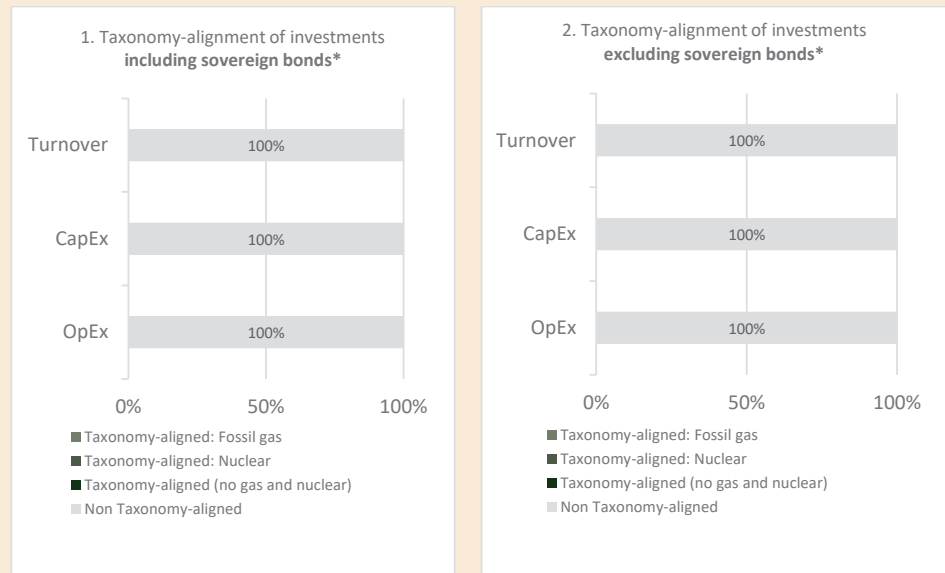 1. Taxonomy-alignment of investments
including sovereign bonds*
Turnover
100%
CapEx
100%
OpEx
100%
0%
50%
100%
Taxonomy-aligned: Fossil gas
Taxonomy-aligned: Nuclear
Taxonomy-aligned (no gas and nuclear)
Non Taxonomy-aligned
2. Taxonomy-alignment of investments
excluding sovereign bonds*
Turnover
100%
CapEx
100%
OpEx
100%
0%
50%
100%
Taxonomy-aligned: Fossil gas
Taxonomy-aligned: Nuclear
Taxonomy-aligned (no gas and nuclear)
Non Taxonomy-aligned